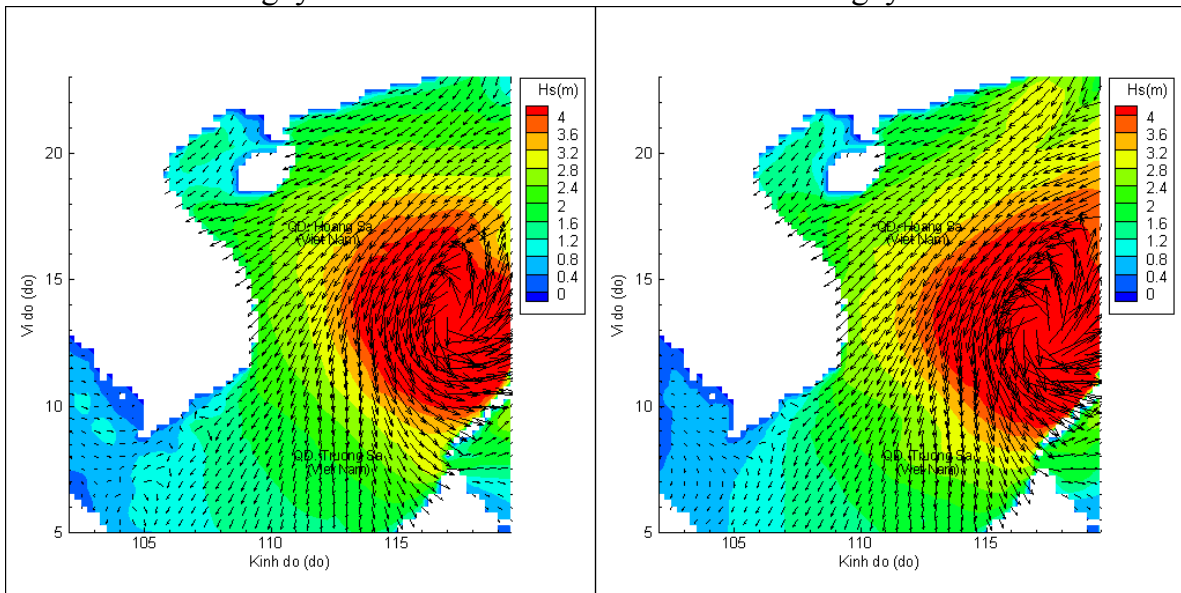 Hs(m)
4
3.6
3.2
2.8
2.4
2
1.6
1.2
0.8
0.4
0
20
15
10
5
Vi do (do)
QD. Hoang Sa
(Viet Nam)
QD. Truong Sa
(Viet Nam)
105
110
115
Kinh do (do)
Hs(m)
4
3.6
3.2
2.8
2.4
2
1.6
1.2
0.8
0.4
0
20
15
10
5
Vi do (do)
QD. Hoang Sa
(Viet Nam)
QD. Truong Sa
(Viet Nam)
105
110
115
Kinh do (do)